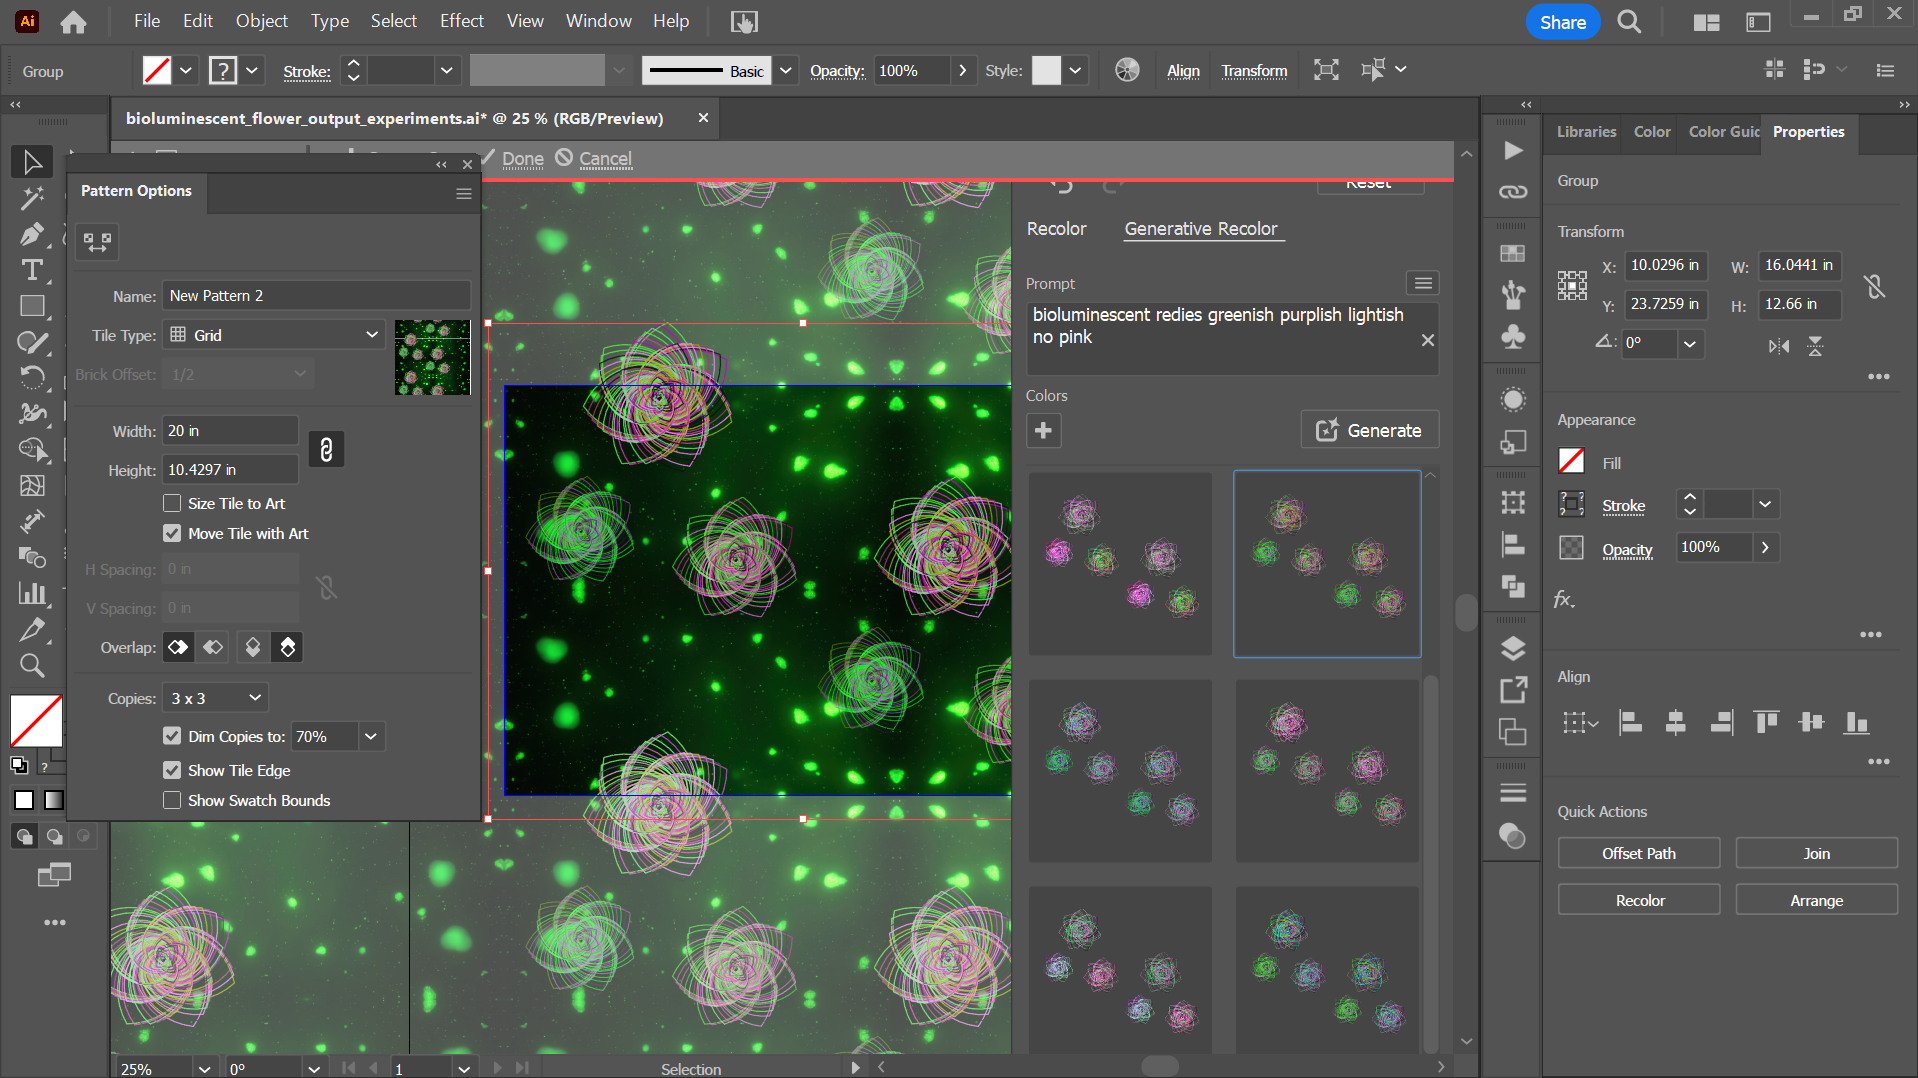 Ai File Edit Object Type Select Effect View Window Help Share
Group Stroke: Basic Opacity: 100% Style: Align Transform
bioluminescent_flower_output_experiments.ai* @ 25 % (RGB/Preview)
Done Cancel
Pattern Options
Name: New Pattern 2
Tile Type: Grid
Brick Offset: 1/2
Width: 20 in
Height: 10.4297 in
Size Tile to Art
Move Tile with Art
H Spacing: 0 in
V Spacing: 0 in
Overlap:
Copies: 3 x 3
Dim Copies to: 70%
Show Tile Edge
Show Swatch Bounds
Reset
Recolor Generative Recolor
Prompt
bioluminescent redies greenish purplish lightish
no pink
Colors
Generate
Libraries Color Color Guid Properties
Group
Transform
X: 10.0296 in W: 16.0441 in
Y: 23.7259 in H: 12.66 in
0°
Appearance
Fill
Stroke
Opacity 100%
fx.
Align
Quick Actions
Offset Path Join
Recolor Arrange
25% 0° 1 Selection